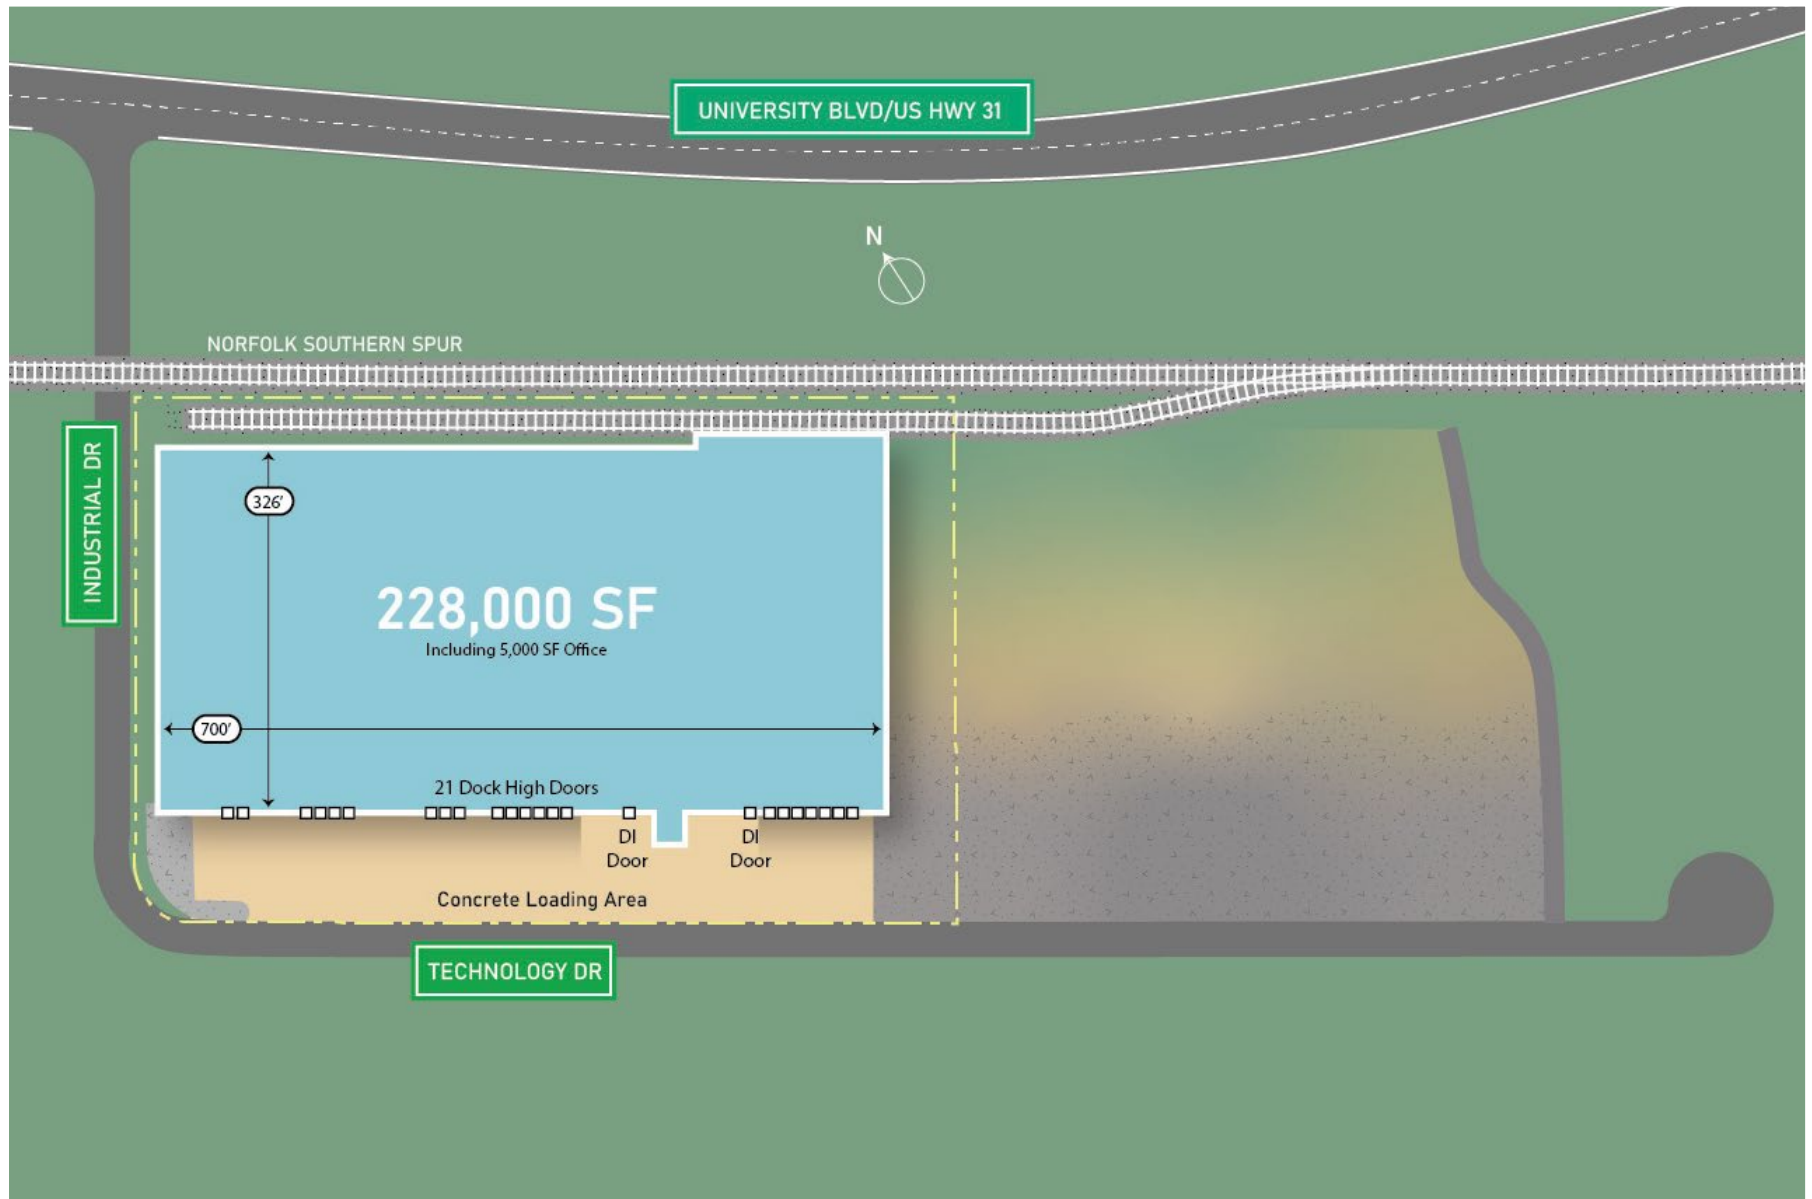 UNIVERSITY BLVD/US HWY 31
N
NORFOLK SOUTHERN SPUR
INDUSTRIAL DR
326'
228,000 SF
Including 5,000 SF Office
700'
21 Dock High Doors
DI
Door
DI
Door
Concrete Loading Area
TECHNOLOGY DR